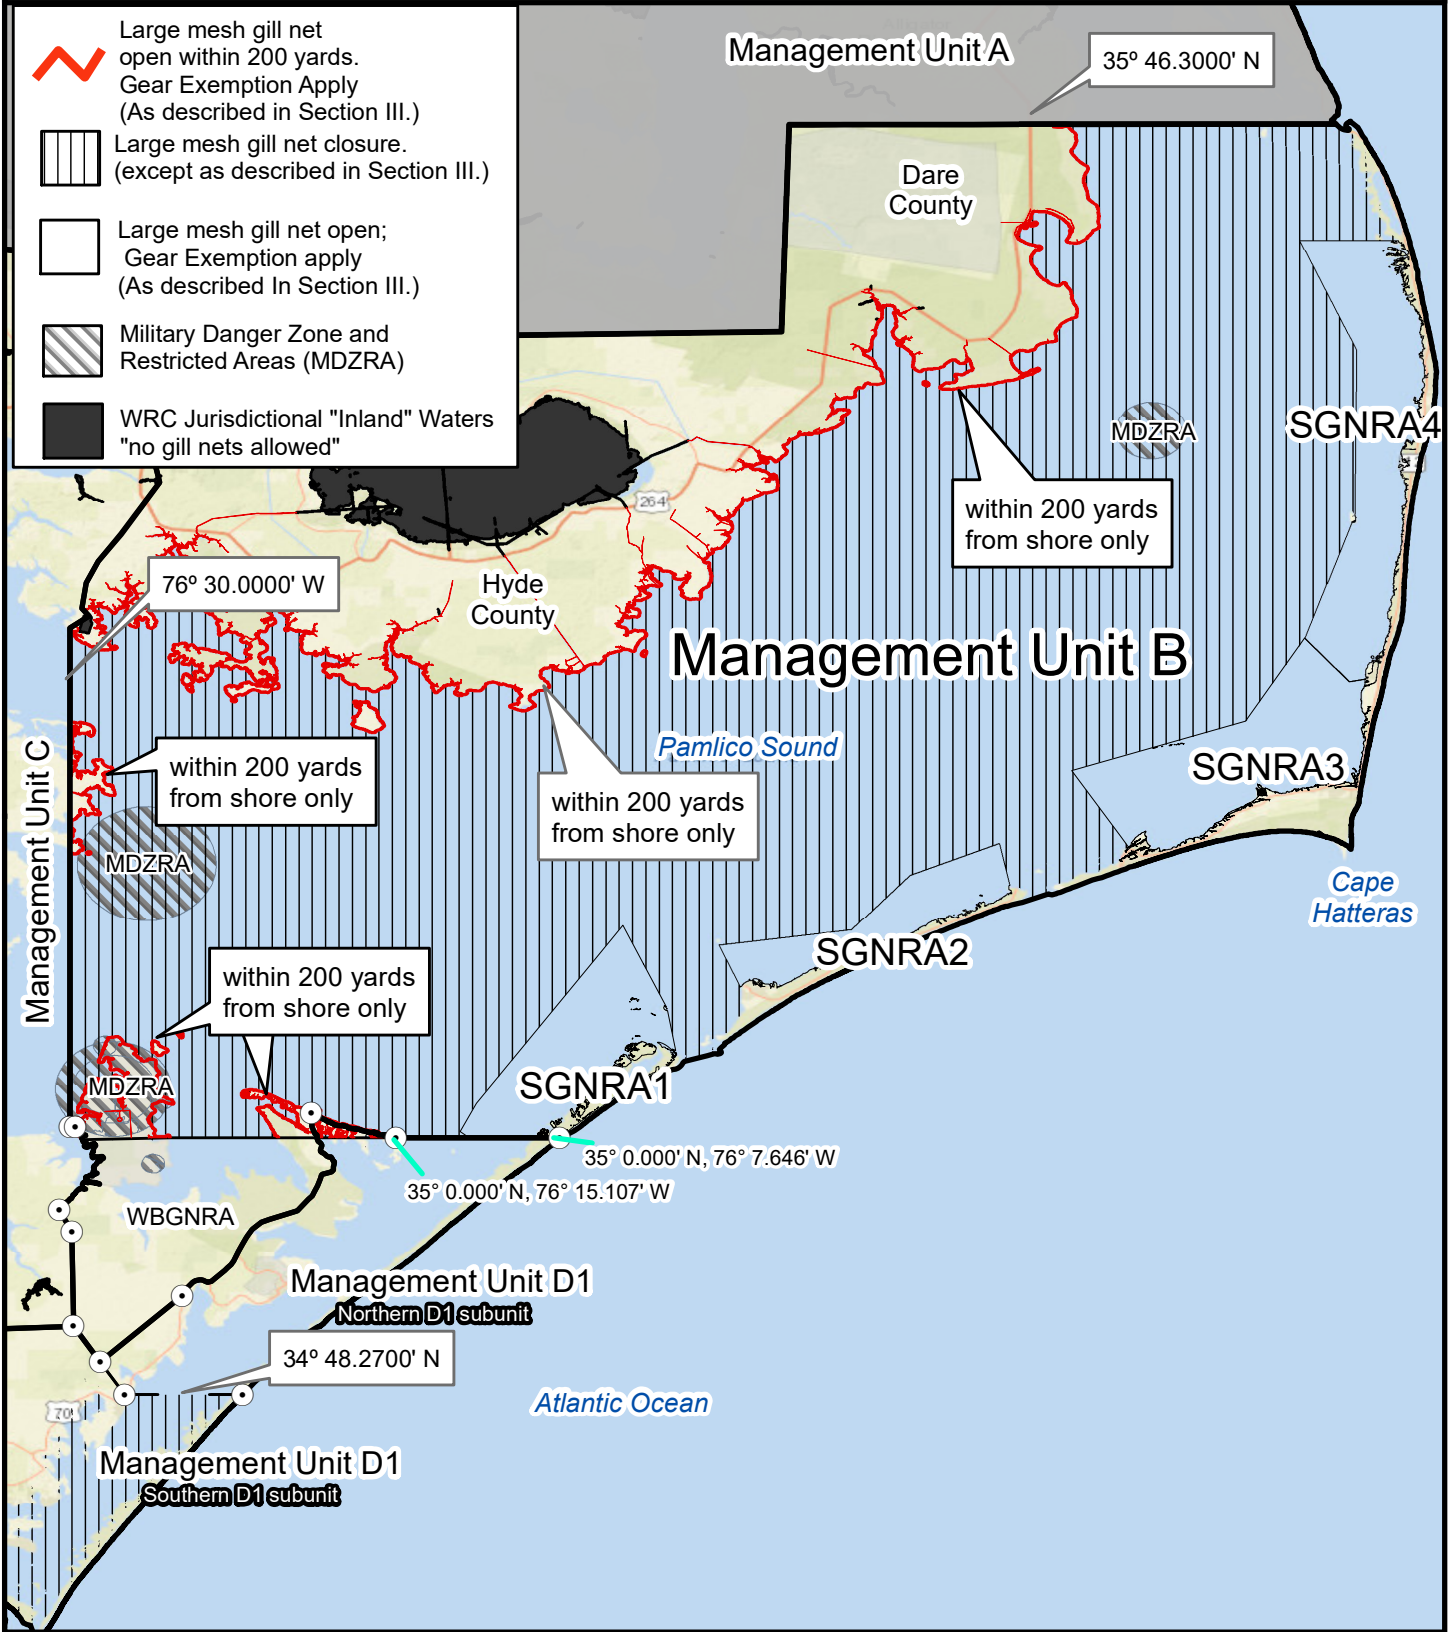 Large mesh gill net
open within 200 yards.
Gear Exemption Apply
(As described in Section III.)
Large mesh gill net closure.
(except as described in Section III.)
Large mesh gill net open;
Gear Exemption apply
(As described In Section III.)
Military Danger Zone and
Restricted Areas (MDZRA)
WRC Jurisdictional "Inland" Waters
"no gill nets allowed"
Management Unit A
35º 46.3000' N
Dare
County
MDZRA
SGNRA4
within 200 yards
from shore only
264
76º 30.0000' W
Hyde
County
Management Unit B
Pamlico Sound
Management Unit C
within 200 yards
from shore only
within 200 yards
from shore only
SGNRA3
MDZRA
Cape
Hatteras
SGNRA2
within 200 yards
from shore only
MDZRA
SGNRA1
35° 0.000' N, 76° 7.646' W
35° 0.000' N, 76° 15.107' W
WBGNRA
Management Unit D1
Northern D1 subunit
34º 48.2700' N
Atlantic Ocean
70
Management Unit D1
Southern D1 subunit